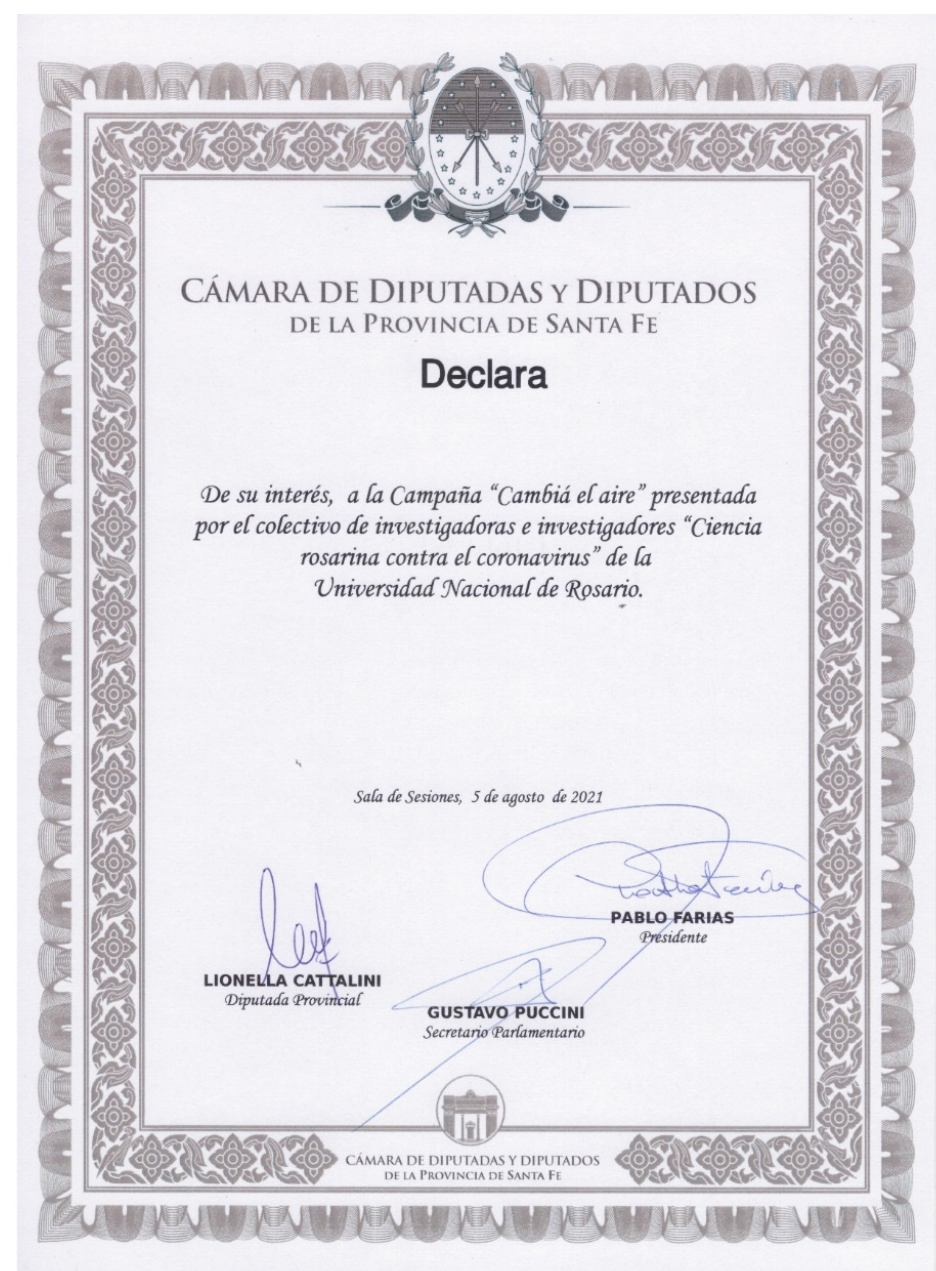 CÁMARA DE DIPUTADAS Y DIPUTADOS
DE LA PROVINCIA DE SANTA FE
Declara
De su interés, a la Campaña “Cambiá el aire” presentada
por el colectivo de investigadoras e investigadores “Ciencia
rosarina contra el coronavirus” de la
Universidad Nacional de Rosario.
Sala de Sesiones, 5 de agosto de 2021
PABLO FARIAS
Presidente
LIONELLA CATTALINI
Diputada Provincial
GUSTAVO PUCCINI
Secretario Parlamentario
CÁMARA DE DIPUTADAS Y DIPUTADOS
DE LA PROVINCIA DE SANTA FE